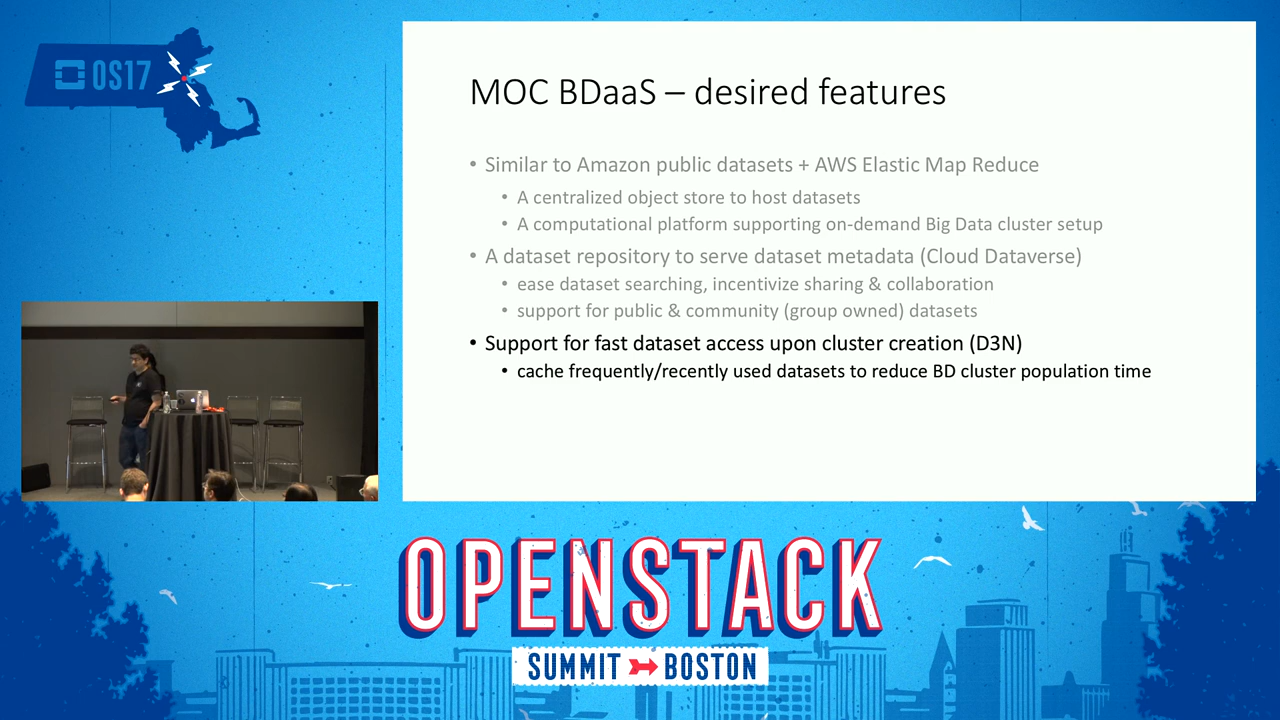 OS17
MOC BDaaS – desired features
• Similar to Amazon public datasets + AWS Elastic Map Reduce
• A centralized object store to host datasets
• A computational platform supporting on-demand Big Data cluster setup
• A dataset repository to serve dataset metadata (Cloud Dataverse)
• ease dataset searching, incentivize sharing & collaboration
• support for public & community (group owned) datasets
• Support for fast dataset access upon cluster creation (D3N)
• cache frequently/recently used datasets to reduce BD cluster population time
OPENSTACK
SUMMIT BOSTON